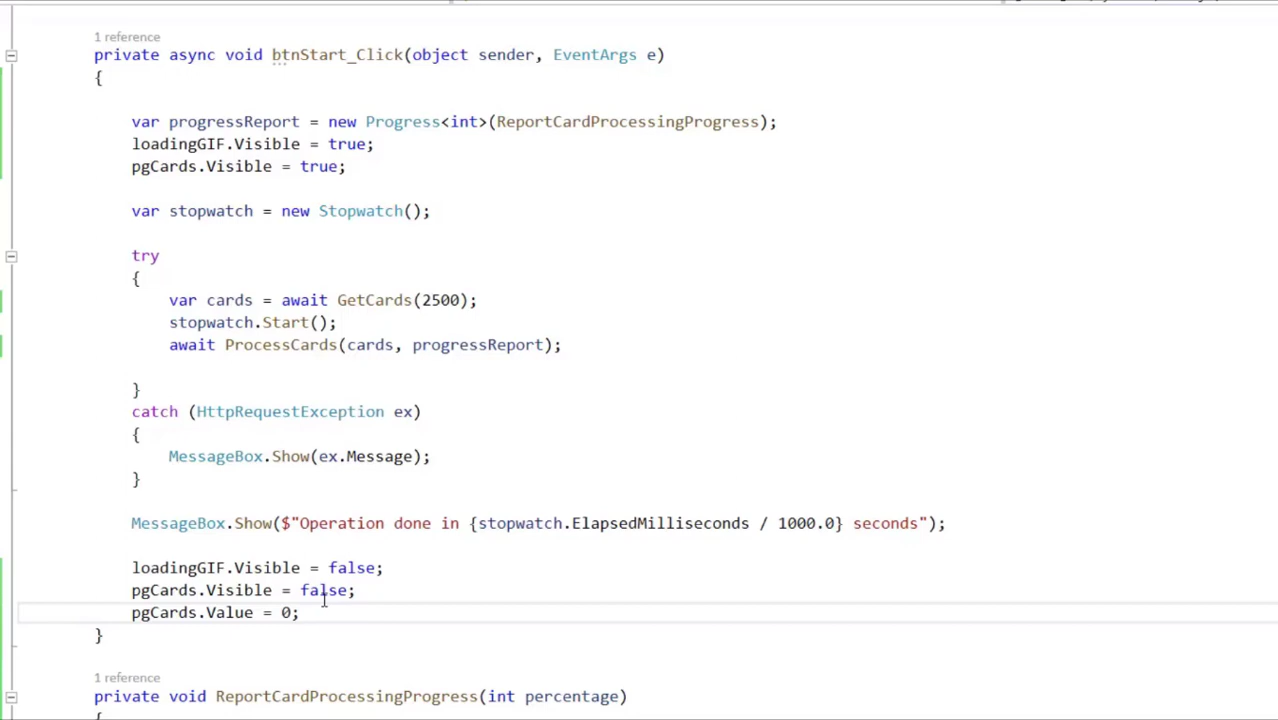 1 reference
private async void btnStart_Click(object sender, EventArgs e)
{
var progressReport = new Progress<int>(ReportCardProcessingProgress);
loadingGIF.Visible = true;
pgCards.Visible = true;
var stopwatch = new Stopwatch();
try
{
var cards = await GetCards(2500);
stopwatch.Start();
await ProcessCards(cards, progressReport);
}
catch (HttpRequestException ex)
{
MessageBox.Show(ex.Message);
}
MessageBox.Show($"Operation done in {stopwatch.ElapsedMilliseconds / 1000.0} seconds");
loadingGIF.Visible = false;
pgCards.Visible = false;
pgCards.Value = 0;
}
1 reference
private void ReportCardProcessingProgress(int percentage)
{